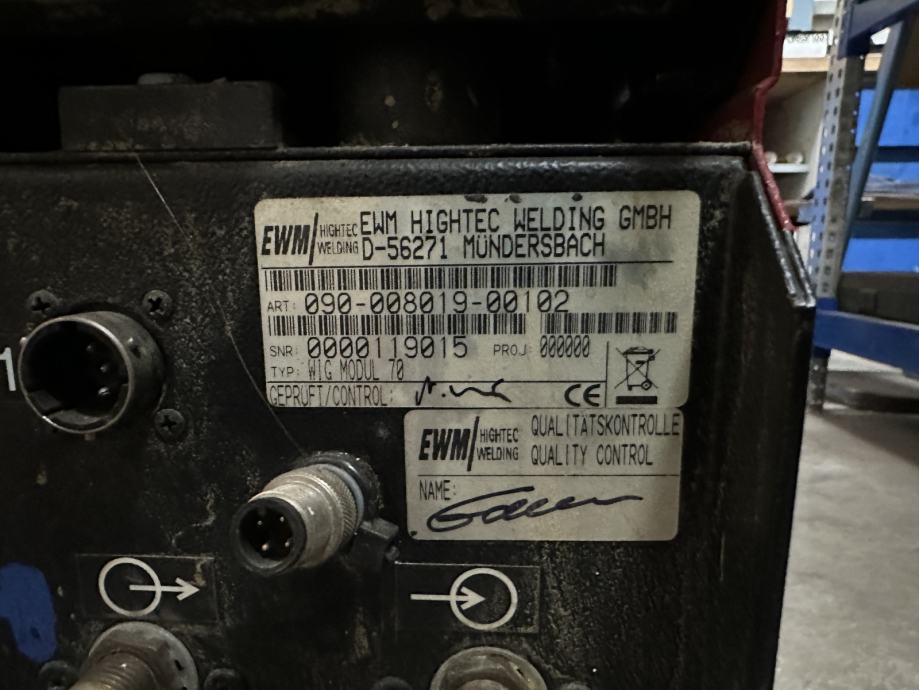 EWM HIGHTEC WELDING
EWM HIGHTEC WELDING GMBH
D-56271 MÜNDERSBACH
ART: 090-008019-00102
SNR: 0000119015 PROJ: 000000
TYP: WIG MODUL 70
GEPRÜFT/CONTROL:
CE
EWM HIGHTEC WELDING
QUALITÄTSKONTROLLE
QUALITY CONTROL
NAME:
1